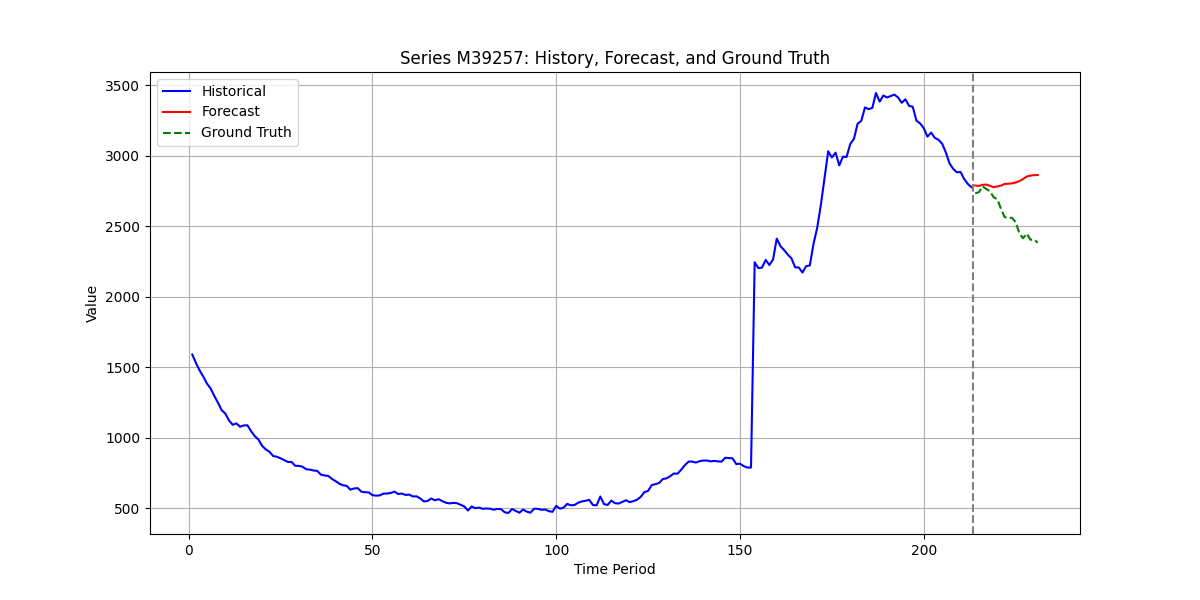 Series M39257: History, Forecast, and Ground Truth
Historical
Forecast
Ground Truth
3500
3000
2500
2000
1500
1000
500
Value
0 50 100 150 200
Time Period